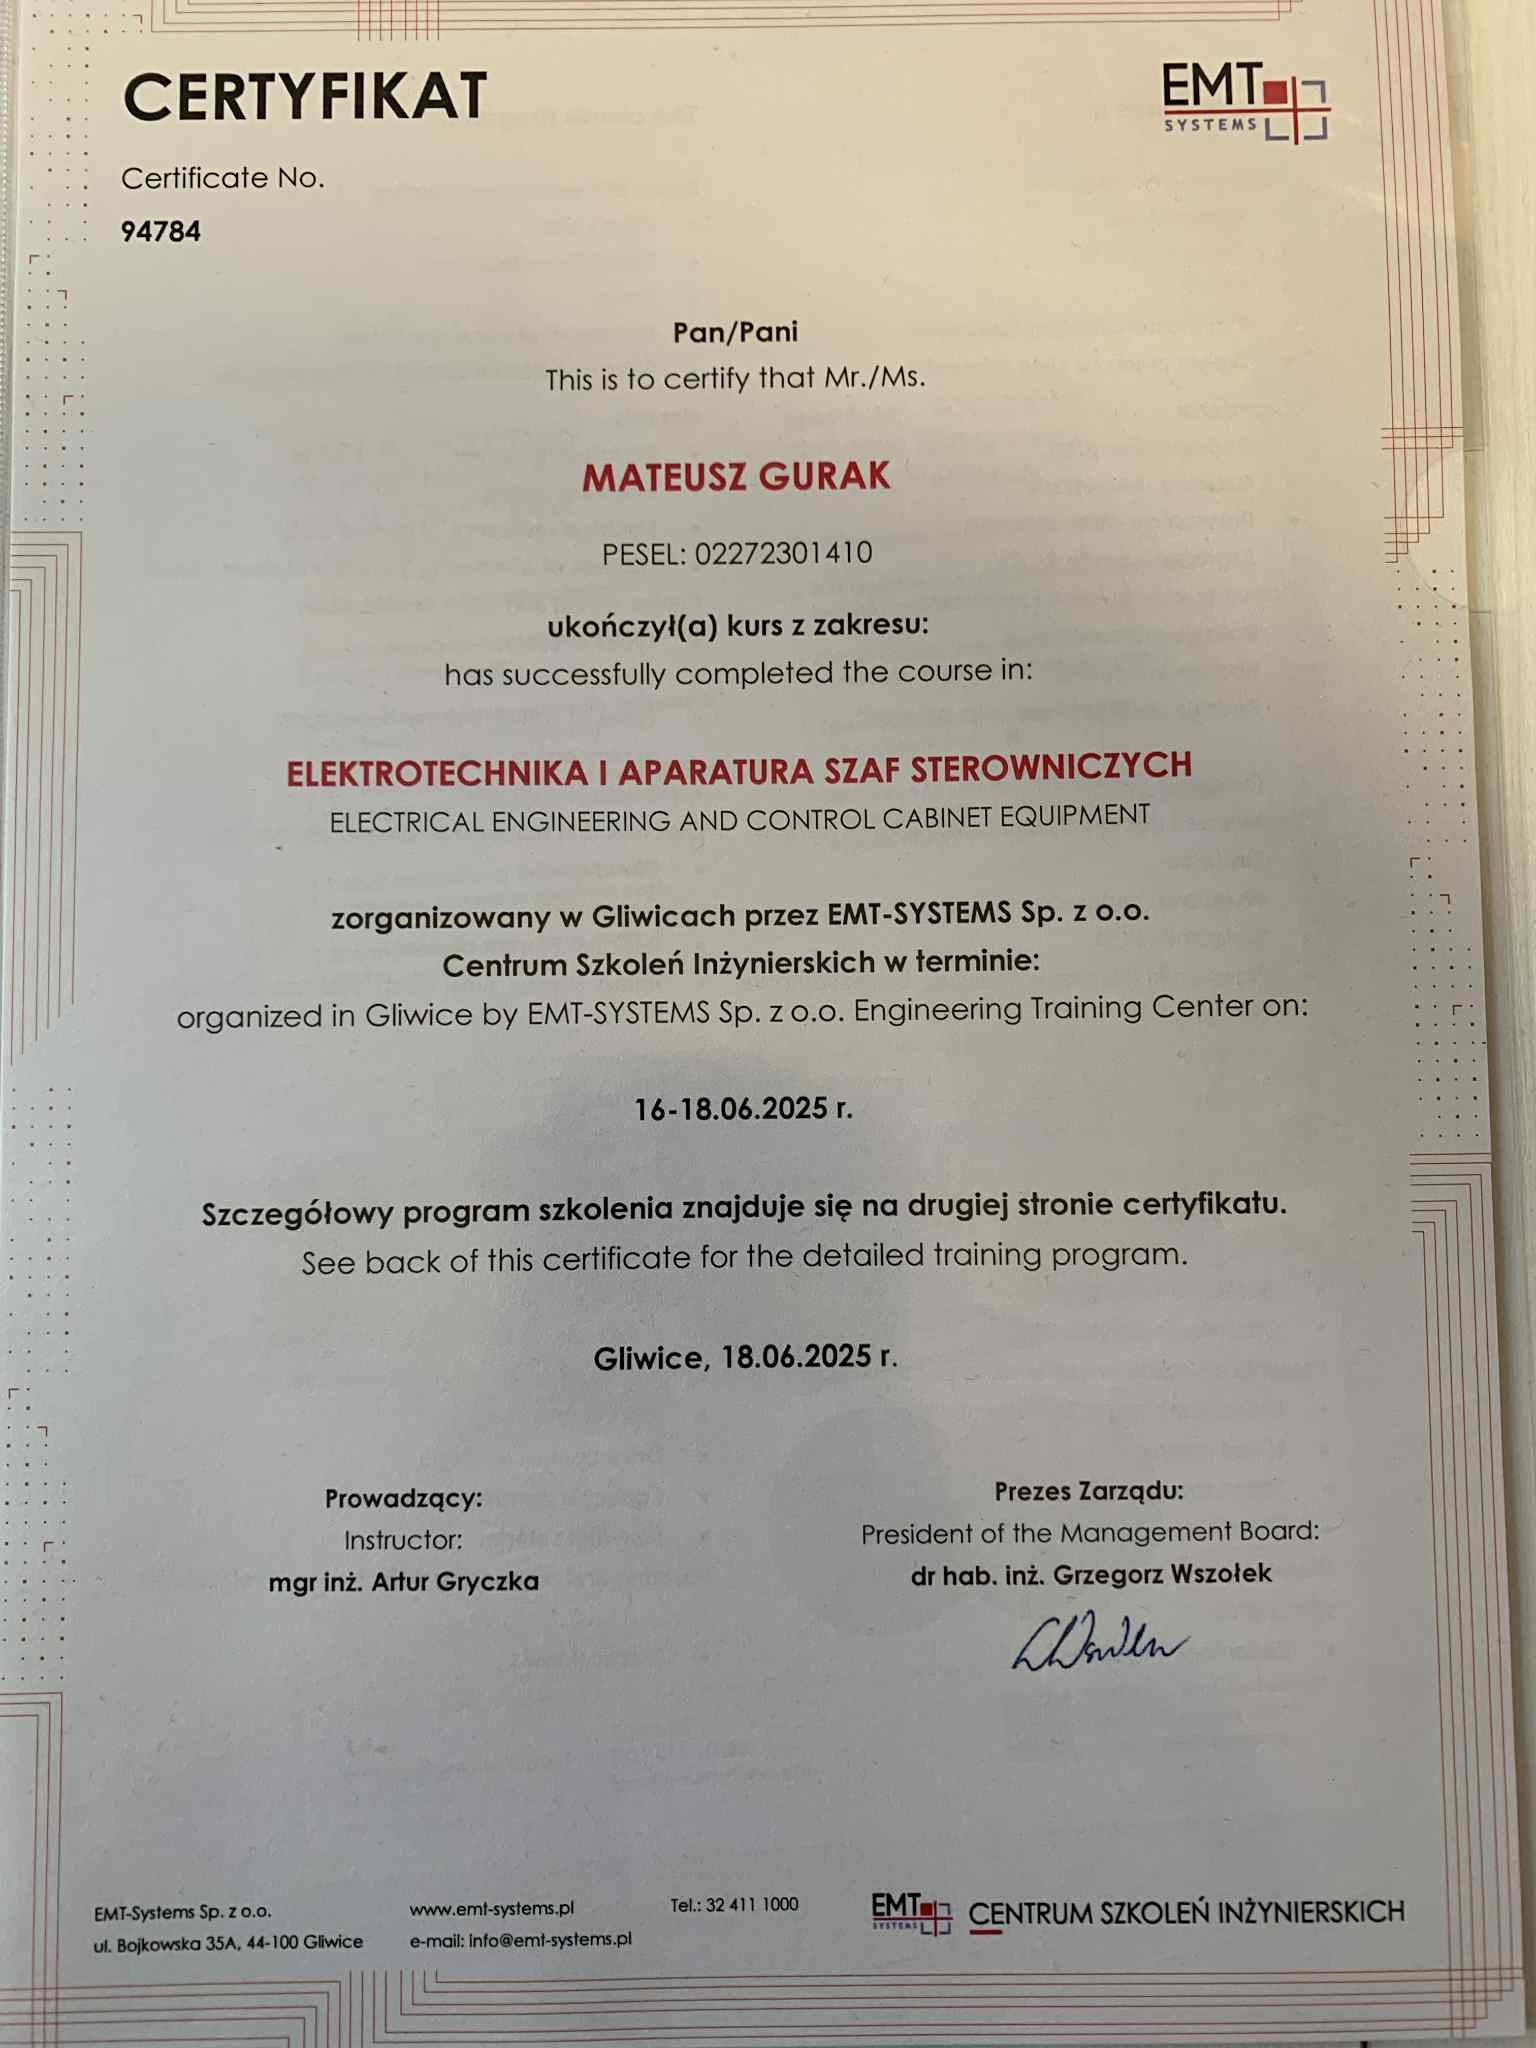 CERTYFIKAT
EMT
SYSTEMS
Certificate No.
94784
Pan/Pani
This is to certify that Mr./Ms.
MATEUSZ GURAK
PESEL: 02272301410
ukończył(a) kurs z zakresu:
has successfully completed the course in:
ELEKTROTECHNIKA I APARATURA SZAF STEROWNICZYCH
ELECTRICAL ENGINEERING AND CONTROL CABINET EQUIPMENT
zorganizowany w Gliwicach przez EMT-SYSTEMS Sp. z o.o.
Centrum Szkoleń Inżynierskich w terminie:
organized in Gliwice by EMT-SYSTEMS Sp. z o.o. Engineering Training Center on:
16-18.06.2025 r.
Szczegółowy program szkolenia znajduje się na drugiej stronie certyfikatu.
See back of this certificate for the detailed training program.
Gliwice, 18.06.2025 r.
Prowadzący:
Instructor:
mgr inż. Artur Gryczka
Prezes Zarządu:
President of the Management Board:
dr hab. inż. Grzegorz Wszołek
EMT-Systems Sp. z o.o.
ul. Bojkowska 35A, 44-100 Gliwice
www.emt-systems.pl
e-mail: info@emt-systems.pl
Tel.: 32 411 1000
EMT
SYSTEMS
CENTRUM SZKOLEŃ INŻYNIERSKICH